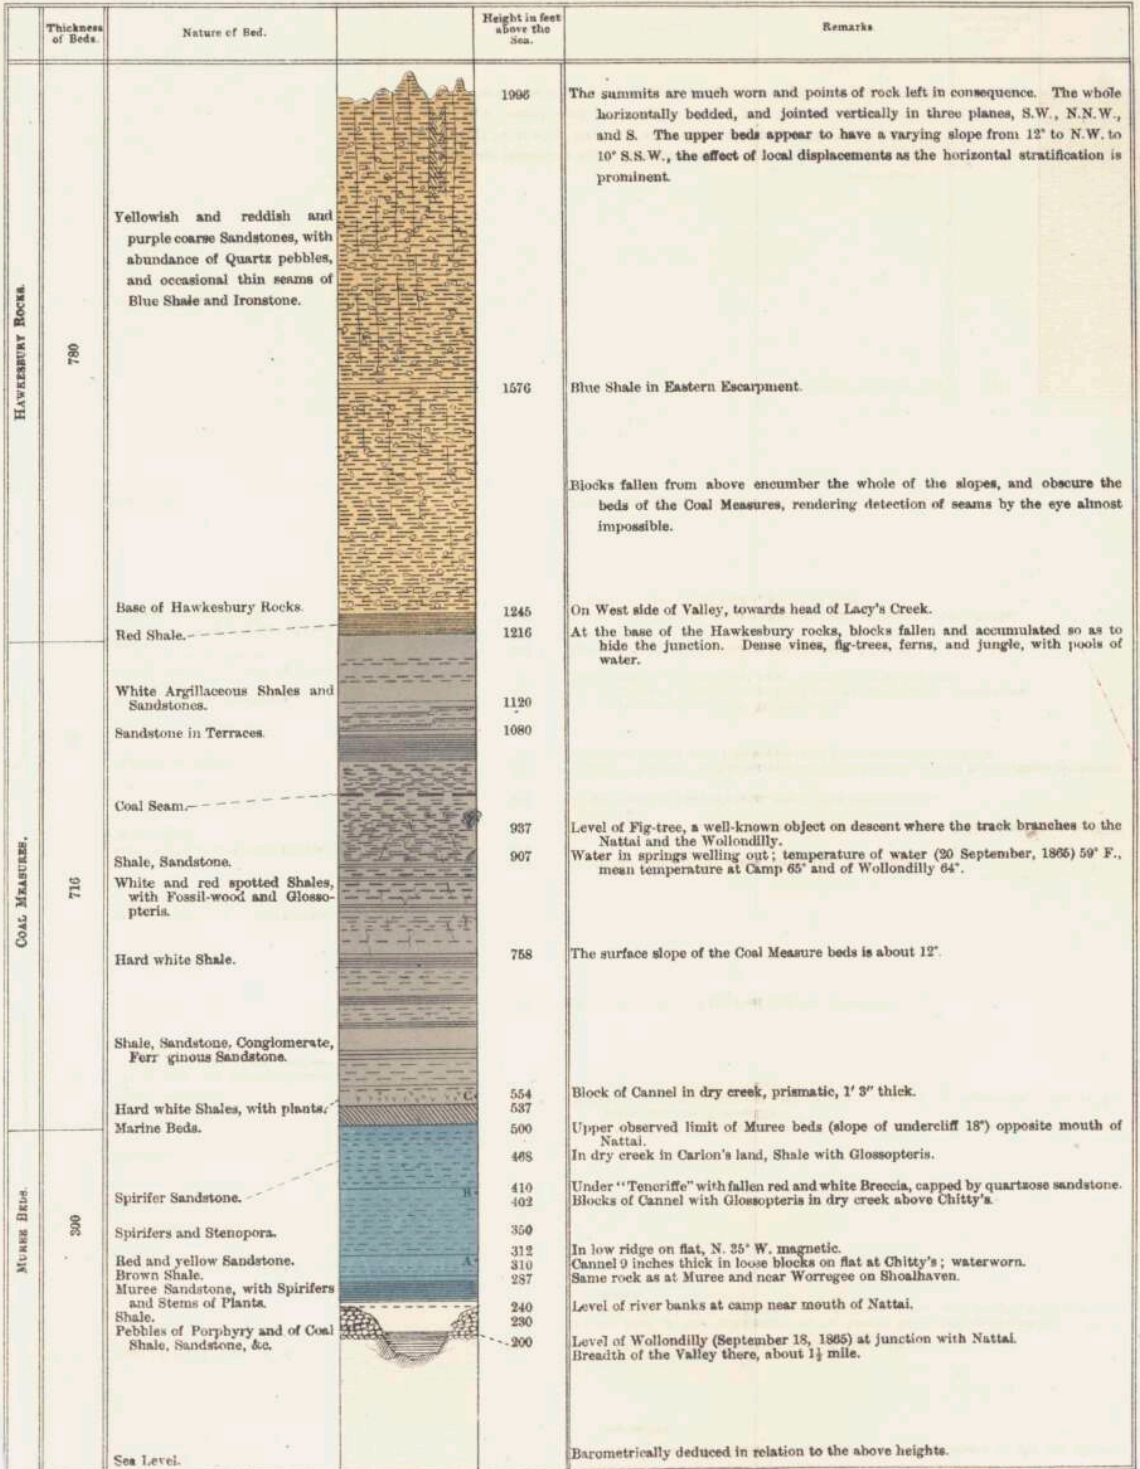 Thickness
of Beds.
Nature of Bed.
Height in feet
above the
Sea.
Remarks
HAWKESBURY ROCKS.
780
Yellowish and reddish and
purple coarse Sandstones, with
abundance of Quartz pebbles,
and occasional thin seams of
Blue Shale and Ironstone.
1996
The summits are much worn and points of rock left in consequence. The whole
horizontally bedded, and jointed vertically in three planes, S.W., N.N.W.,
and S. The upper beds appear to have a varying slope from 12° to N.W. to
10° S.S.W., the effect of local displacements as the horizontal stratification is
prominent.
1576
Blue Shale in Eastern Escarpment.
Blocks fallen from above encumber the whole of the slopes, and obscure the
beds of the Coal Measures, rendering detection of seams by the eye almost
impossible.
Base of Hawkesbury Rocks.
1245
On West side of Valley, towards head of Lacy's Creek.
Red Shale.
1216
At the base of the Hawkesbury rocks, blocks fallen and accumulated so as to
hide the junction. Dense vines, fig-trees, ferns, and jungle, with pools of
water.
COAL MEASURES.
716
White Argillaceous Shales and
Sandstones.
1120
Sandstone in Terraces.
1080
Coal Seam.
937
Level of Fig-tree, a well-known object on descent where the track branches to the
Nattai and the Wollondilly.
Shale, Sandstone.
907
Water in springs welling out; temperature of water (20 September, 1865) 59° F.,
mean temperature at Camp 65° and of Wollondilly 64°.
White and red spotted Shales,
with Fossil-wood and Glosso-
pteris.
Hard white Shale.
758
The surface slope of the Coal Measure beds is about 12°.
Shale, Sandstone, Conglomerate,
Ferr ginous Sandstone.
C
554
Block of Cannel in dry creek, prismatic, 1' 3" thick.
Hard white Shales, with plants.
537
MUREE BEDS.
300
Marine Beds.
500
Upper observed limit of Muree beds (slope of undercliff 18°) opposite mouth of
Nattai.
468
In dry creek in Carlon's land, Shale with Glossopteris.
Spirifer Sandstone.
B
410
Under "Teneriffe" with fallen red and white Breccia, capped by quartzose sandstone.
402
Blocks of Cannel with Glossopteris in dry creek above Chitty's.
Spirifers and Stenopora.
350
312
In low ridge on flat, N. 35° W. magnetic.
Red and yellow Sandstone.
A
310
Cannel 9 inches thick in loose blocks on flat at Chitty's; waterworn.
Brown Shale.
287
Same rock as at Muree and near Worregee on Shoalhaven.
Muree Sandstone, with Spirifers
and Stems of Plants.
240
Level of river banks at camp near mouth of Nattai.
Shale.
230
Pebbles of Porphyry and of Coal
Shale, Sandstone, &c.
200
Level of Wollondilly (September 18, 1865) at junction with Nattai.
Breadth of the Valley there, about 1½ mile.
Sea Level.
Barometrically deduced in relation to the above heights.